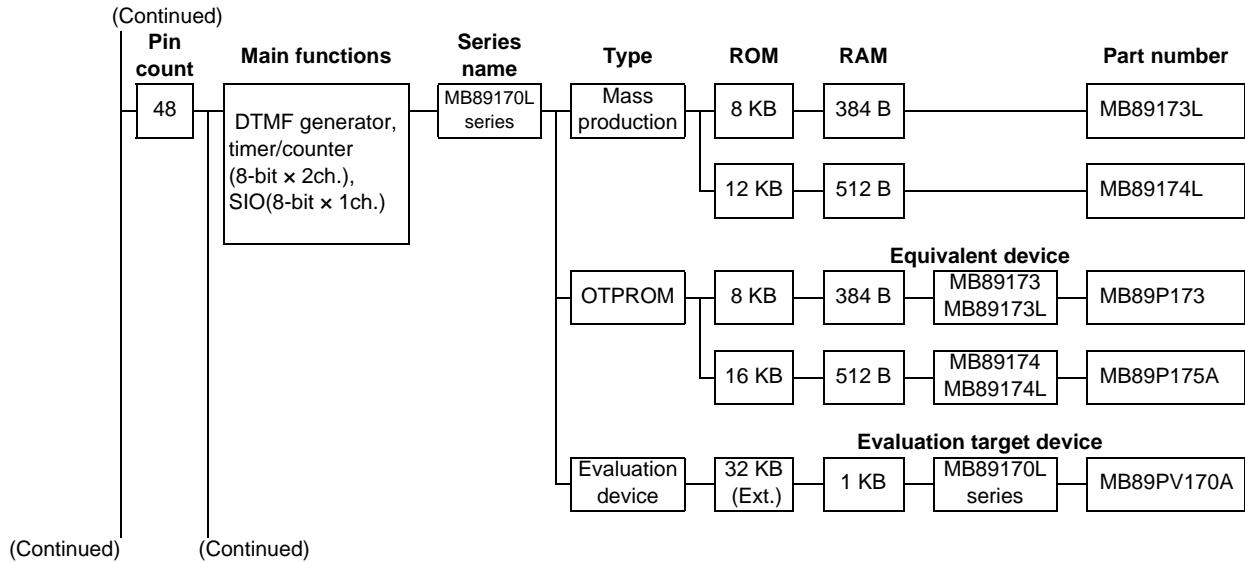 (Continued)
Pin count
Main functions
Series name
Type
ROM
RAM
Part number
48
DTMF generator,
timer/counter
(8-bit × 2ch.),
SIO(8-bit × 1ch.)
MB89170L
series
Mass
production
8 KB
384 B
MB89173L
12 KB
512 B
MB89174L
Equivalent device
OTPROM
8 KB
384 B
MB89173
MB89173L
MB89P173
16 KB
512 B
MB89174
MB89174L
MB89P175A
Evaluation target device
Evaluation
device
32 KB
(Ext.)
1 KB
MB89170L
series
MB89PV170A
(Continued)
(Continued)